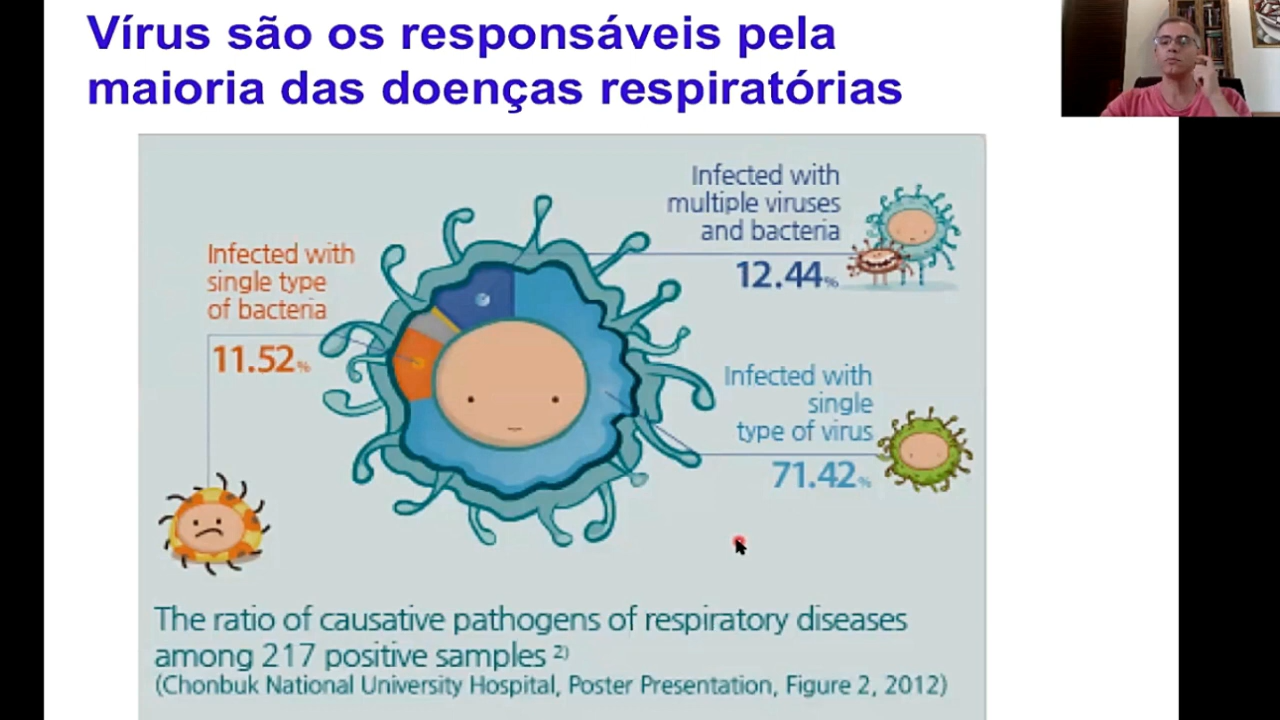 Vírus são os responsáveis pela
maioria das doenças respiratórias
Infected with
multiple viruses
and bacteria
12.44%
Infected with
single type
of bacteria
11.52%
Infected with
single
type of virus
71.42%
The ratio of causative pathogens of respiratory diseases
among 217 positive samples 2)
(Chonbuk National University Hospital, Poster Presentation, Figure 2, 2012)